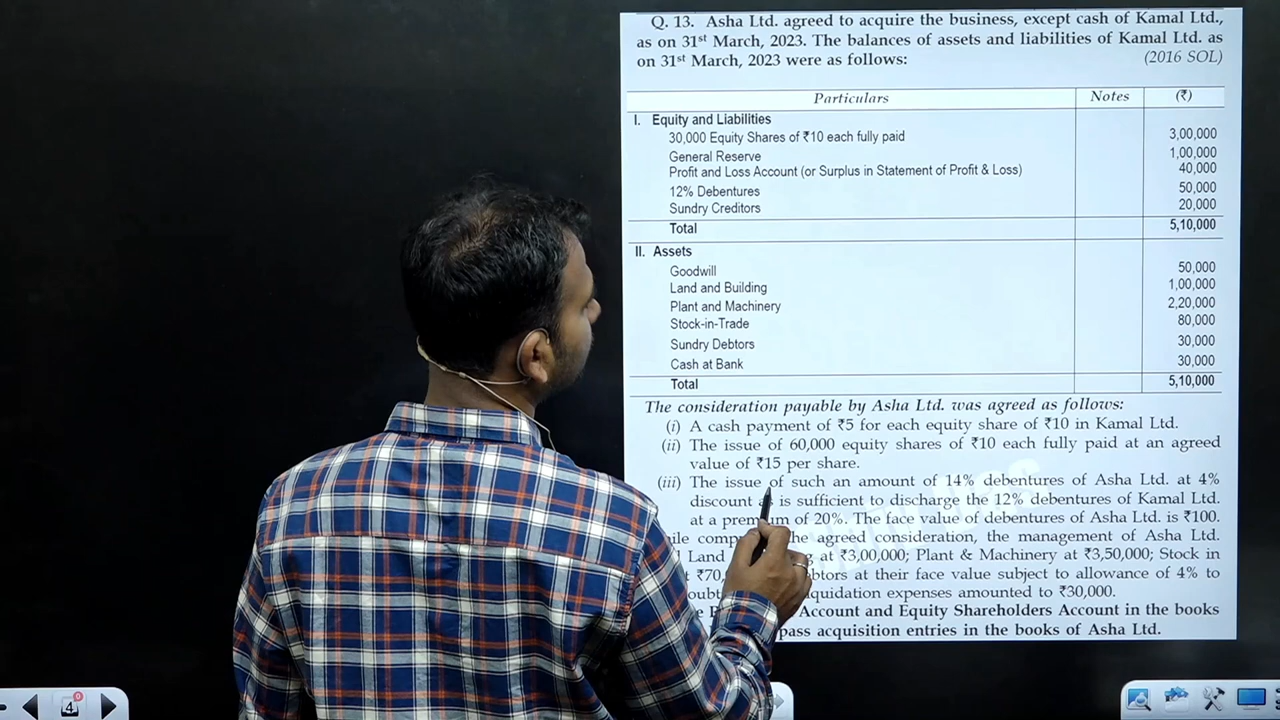 Q. 13. Asha Ltd. agreed to acquire the business, except cash of Kamal Ltd.,
as on 31st March, 2023. The balances of assets and liabilities of Kamal Ltd. as
on 31st March, 2023 were as follows: (2016 SOL)
Particulars Notes (₹)
I. Equity and Liabilities
30,000 Equity Shares of ₹10 each fully paid 3,00,000
General Reserve 1,00,000
Profit and Loss Account (or Surplus in Statement of Profit & Loss) 40,000
12% Debentures 50,000
Sundry Creditors 20,000
Total 5,10,000
II. Assets
Goodwill 50,000
Land and Building 1,00,000
Plant and Machinery 2,20,000
Stock-in-Trade 80,000
Sundry Debtors 30,000
Cash at Bank 30,000
Total 5,10,000
The consideration payable by Asha Ltd. was agreed as follows:
(i) A cash payment of ₹5 for each equity share of ₹10 in Kamal Ltd.
(ii) The issue of 60,000 equity shares of ₹10 each fully paid at an agreed
value of ₹15 per share.
(iii) The issue of such an amount of 14% debentures of Asha Ltd. at 4%
discount is sufficient to discharge the 12% debentures of Kamal Ltd.
at a premium of 20%. The face value of debentures of Asha Ltd. is ₹100.
the agreed consideration, the management of Asha Ltd.
Land at ₹3,00,000; Plant & Machinery at ₹3,50,000; Stock in
at their face value subject to allowance of 4% to
expenses amounted to ₹30,000.
Account and Equity Shareholders Account in the books
pass acquisition entries in the books of Asha Ltd.
4
0